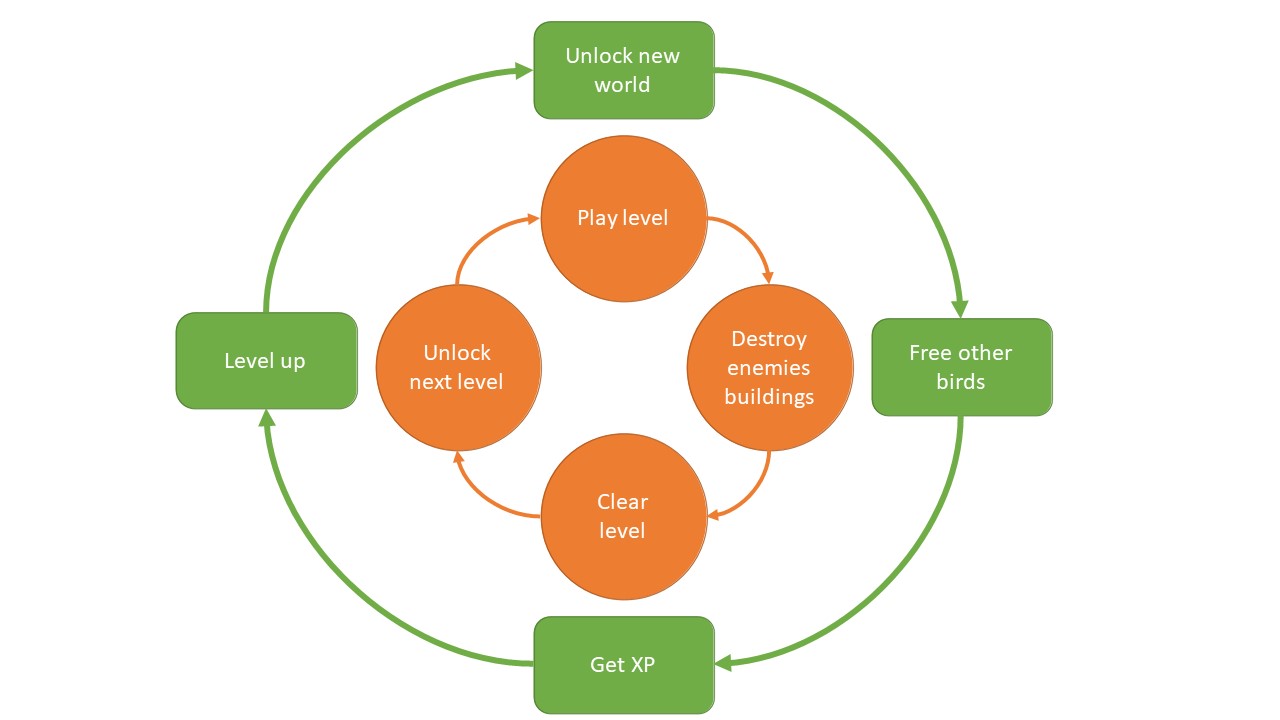 Unlock new
world
Play level
Destroy
enemies
buildings
Free other
birds
Level up
Unlock
next level
Clear
level
Get XP